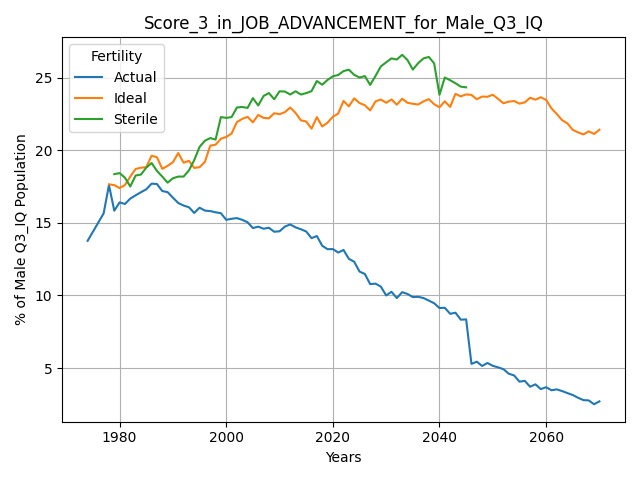 Score_3_in_JOB_ADVANCEMENT_for_Male_Q3_IQ
Fertility
Actual
Ideal
Sterile
% of Male Q3_IQ Population
25
20
15
10
5
1980 2000 2020 2040 2060
Years